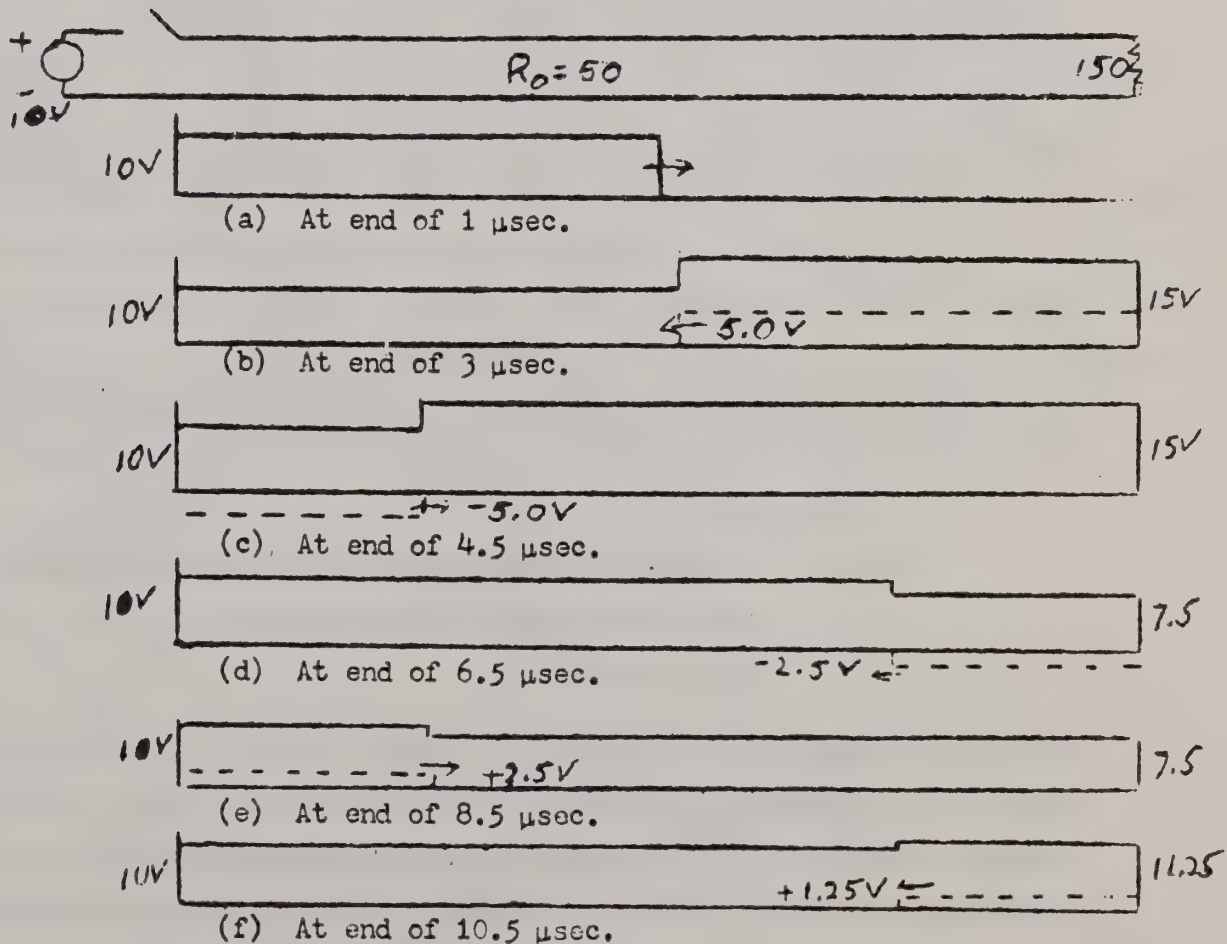 +
R₀=50
150
-
10V
10V
(a) At end of 1 μsec.
10V
15V
5.0V
(b) At end of 3 μsec.
10V
15V
-5.0V
(c), At end of 4.5 μsec.
10V
7.5
-2.5V
(d) At end of 6.5 μsec.
10V
7.5
+2.5V
(e) At end of 8.5 μsec.
10V
11.25
+1.25V
(f) At end of 10.5 μsec.